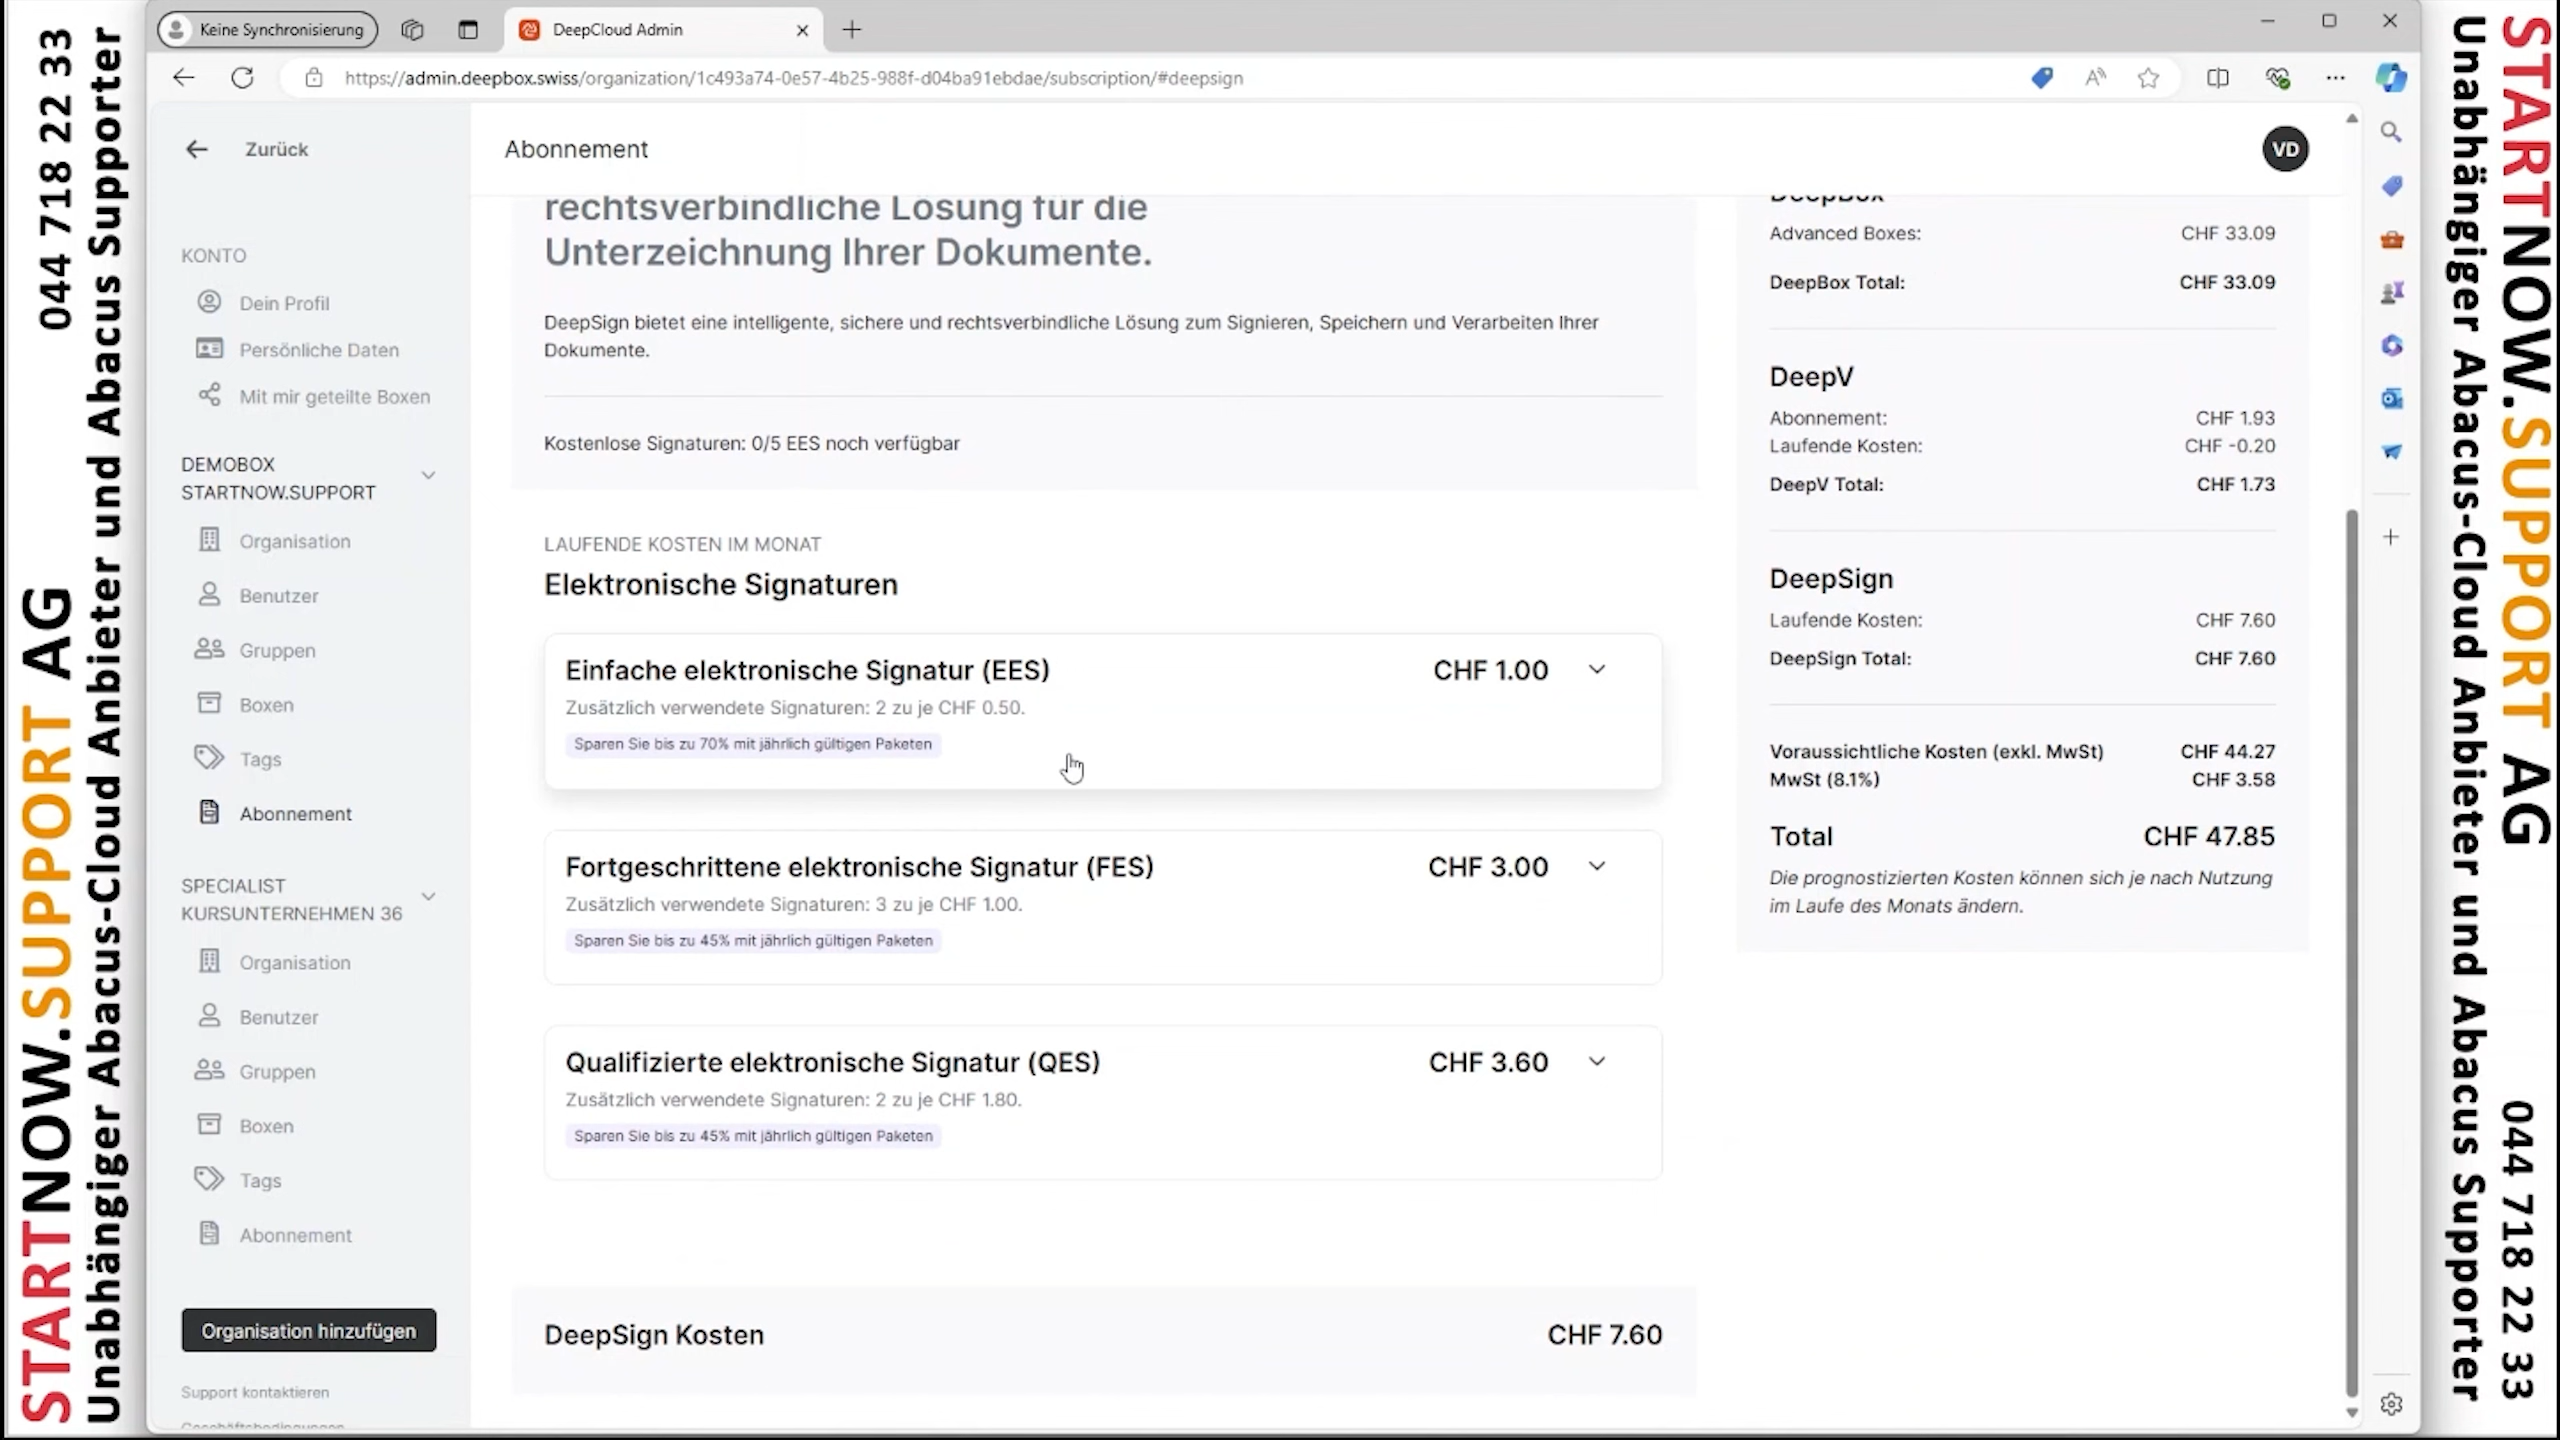 STARTNOW.SUPPORT AG 044 718 22 33
Unabhängiger Abacus-Cloud Anbieter und Abacus Supporter
Keine Synchronisierung
DeepCloud Admin
https://admin.deepbox.swiss/organization/1c493a74-0e57-4b25-988f-d04ba91ebdae/subscription/#deepsign
Zurück
KONTO
Dein Profil
Persönliche Daten
Mit mir geteilte Boxen
DEMOBOX
STARTNOW.SUPPORT
Organisation
Benutzer
Gruppen
Boxen
Tags
Abonnement
SPECIALIST
KURSUNTERNEHMEN 36
Organisation
Benutzer
Gruppen
Boxen
Tags
Abonnement
Organisation hinzufügen
Support kontaktieren
Geschäftsbedingungen
Abonnement
VD
rechtsverbindliche Lösung für die
Unterzeichnung Ihrer Dokumente.
DeepSign bietet eine intelligente, sichere und rechtsverbindliche Lösung zum Signieren, Speichern und Verarbeiten Ihrer
Dokumente.
Kostenlose Signaturen: 0/5 EES noch verfügbar
LAUFENDE KOSTEN IM MONAT
Elektronische Signaturen
Einfache elektronische Signatur (EES) CHF 1.00
Zusätzlich verwendete Signaturen: 2 zu je CHF 0.50.
Sparen Sie bis zu 70% mit jährlich gültigen Paketen
Fortgeschrittene elektronische Signatur (FES) CHF 3.00
Zusätzlich verwendete Signaturen: 3 zu je CHF 1.00.
Sparen Sie bis zu 45% mit jährlich gültigen Paketen
Qualifizierte elektronische Signatur (QES) CHF 3.60
Zusätzlich verwendete Signaturen: 2 zu je CHF 1.80.
Sparen Sie bis zu 45% mit jährlich gültigen Paketen
DeepSign Kosten CHF 7.60
DeepBox
Advanced Boxes: CHF 33.09
DeepBox Total: CHF 33.09
DeepV
Abonnement: CHF 1.93
Laufende Kosten: CHF -0.20
DeepV Total: CHF 1.73
DeepSign
Laufende Kosten: CHF 7.60
DeepSign Total: CHF 7.60
Voraussichtliche Kosten (exkl. MwSt) CHF 44.27
MwSt (8.1%) CHF 3.58
Total CHF 47.85
Die prognostizierten Kosten können sich je nach Nutzung
im Laufe des Monats ändern.
STARTNOW.SUPPORT AG 044 718 22 33
Unabhängiger Abacus-Cloud Anbieter und Abacus Supporter